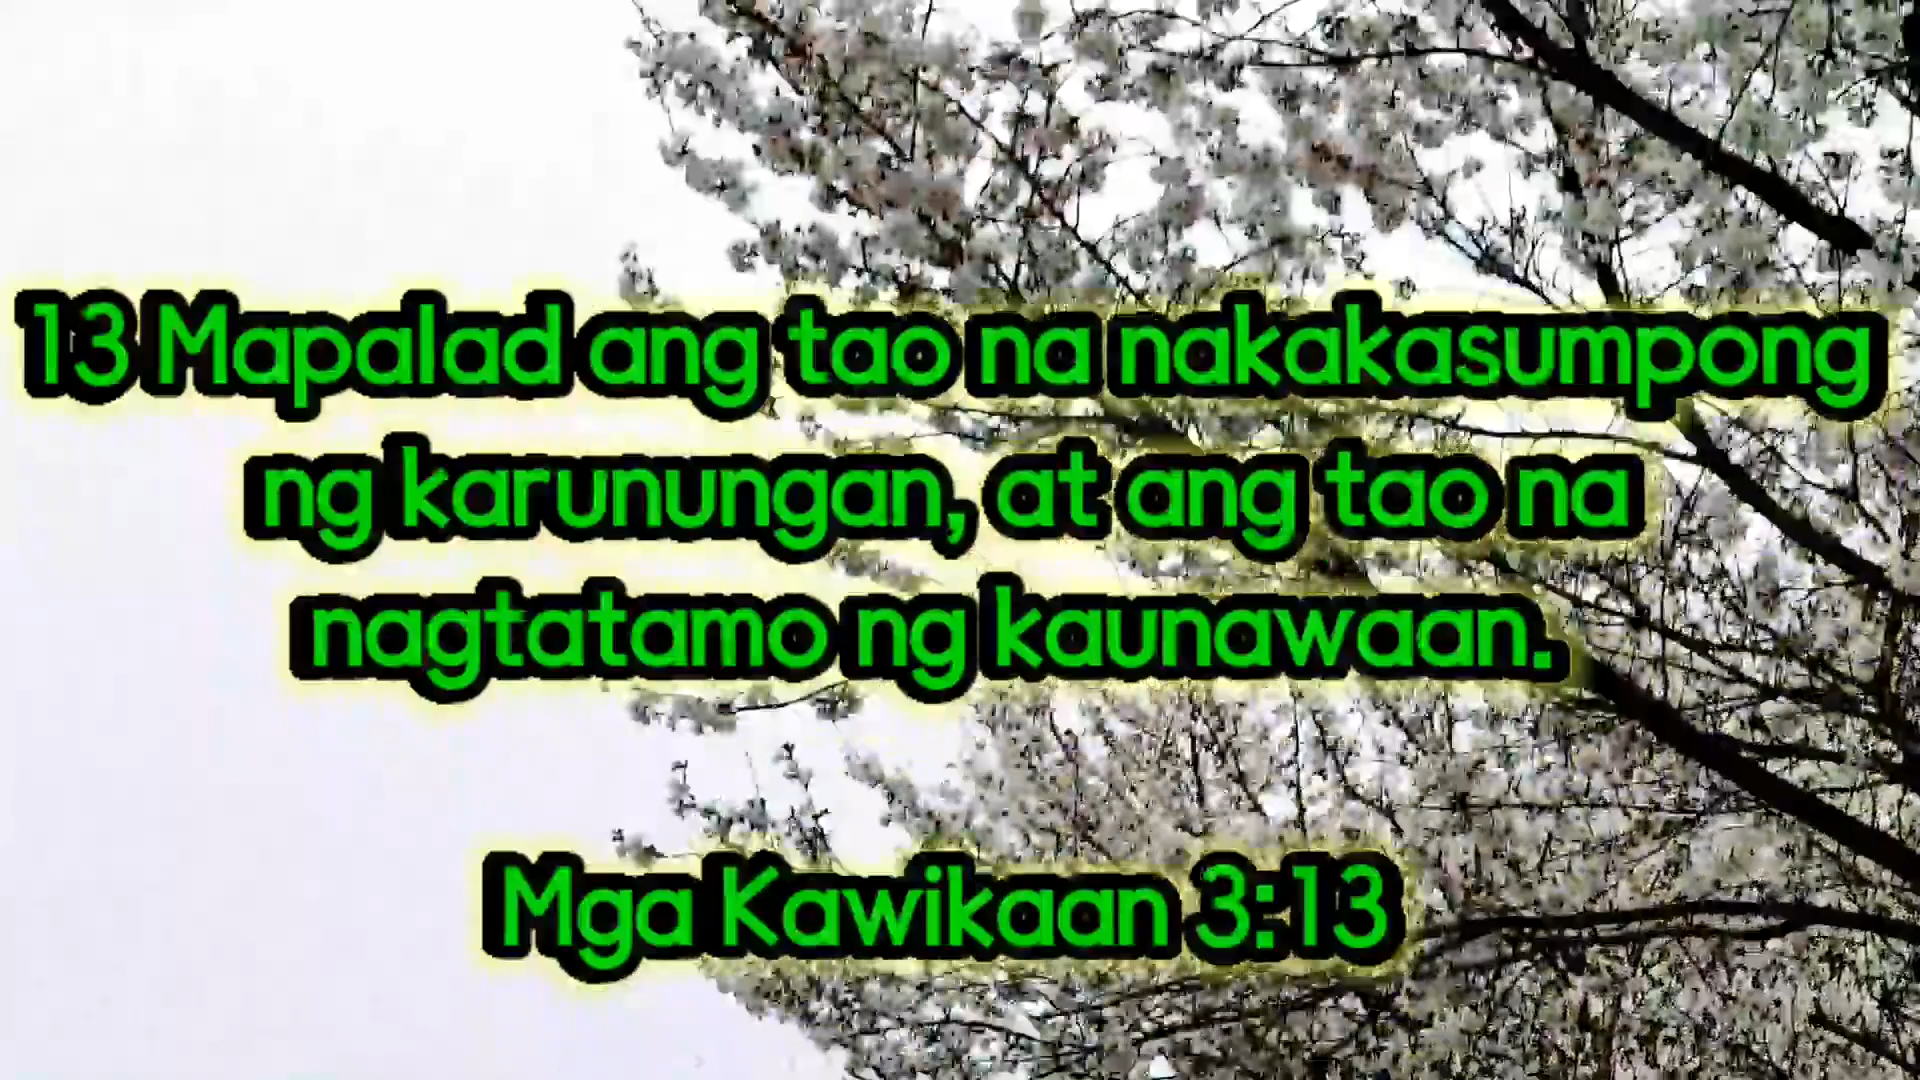 13 Mapalad ang tao na nakakasumpong
ng karunungan, at ang tao na
nagtatamo ng kaunawaan.
Mga Kawikaan 3:13